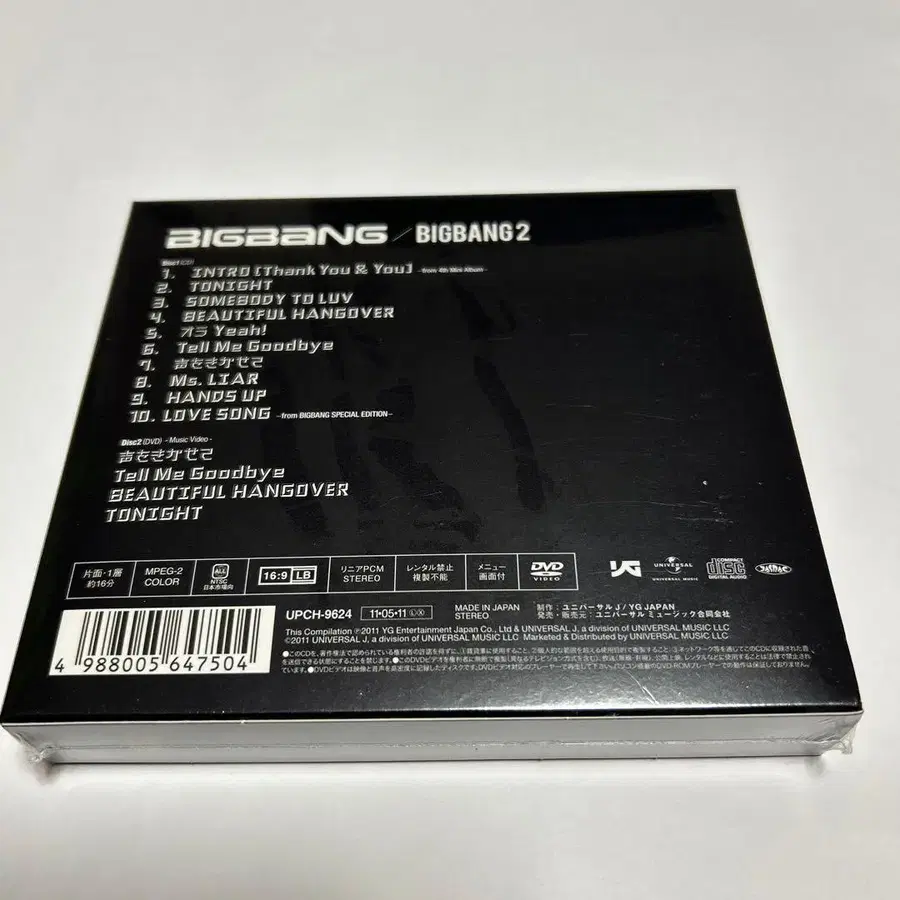 BIGBANG / BIGBANG2
Disc1 (CD)
1. INTRO [Thank You & You] -from 4th Mini Album-
2. TONIGHT
3. SOMEBODY TO LUV
4. BEAUTIFUL HANGOVER
5. オラ Yeah!
6. Tell Me Goodbye
7. 声をきかせて
8. Ms. LIAR
9. HANDS UP
10. LOVE SONG -from BIGBANG SPECIAL EDITION-
Disc2 (DVD) -Music Video-
声をきかせて
Tell Me Goodbye
BEAUTIFUL HANGOVER
TONIGHT
片面・1層 約16分
MPEG-2 COLOR
ALL NTSC 日本市場向
16:9 LB
リニアPCM STEREO
レンタル禁止 複製不能
メニュー画面付
DVD VIDEO
YG
UNIVERSAL UNIVERSAL MUSIC
COMPACT disc DIGITAL AUDIO
JASRAC
UPCH-9624
11・05・11
MADE IN JAPAN STEREO
制作:ユニバーサル J / YG JAPAN
発売・販売元:ユニバーサル ミュージック合同会社
This Compilation ℗2011 YG Entertainment Japan Co., Ltd & UNIVERSAL J, a division of UNIVERSAL MUSIC LLC
©2011 UNIVERSAL J, a division of UNIVERSAL MUSIC LLC Marketed & Distributed by UNIVERSAL MUSIC LLC
4 988005 647504